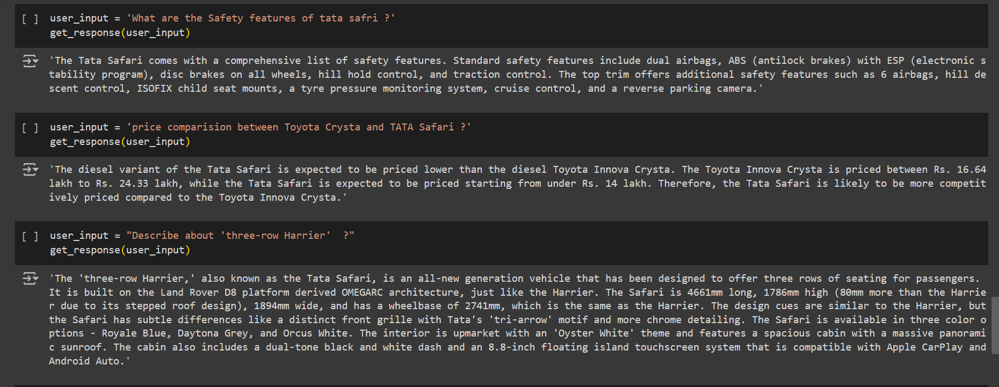 [ ] user_input = 'What are the Safety features of tata safri ?'
get_response(user_input)
'The Tata Safari comes with a comprehensive list of safety features. Standard safety features include dual airbags, ABS (antilock brakes) with ESP (electronic s
tability program), disc brakes on all wheels, hill hold control, and traction control. The top trim offers additional safety features such as 6 airbags, hill de
scent control, ISOFIX child seat mounts, a tyre pressure monitoring system, cruise control, and a reverse parking camera.'
[ ] user_input = 'price comparision between Toyota Crysta and TATA Safari ?'
get_response(user_input)
'The diesel variant of the Tata Safari is expected to be priced lower than the diesel Toyota Innova Crysta. The Toyota Innova Crysta is priced between Rs. 16.64
lakh to Rs. 24.33 lakh, while the Tata Safari is expected to be priced starting from under Rs. 14 lakh. Therefore, the Tata Safari is likely to be more competit
ively priced compared to the Toyota Innova Crysta.'
[ ] user_input = "Describe about 'three-row Harrier'  ?"
get_response(user_input)
'The 'three-row Harrier,' also known as the Tata Safari, is an all-new generation vehicle that has been designed to offer three rows of seating for passengers.
It is built on the Land Rover D8 platform derived OMEGARC architecture, just like the Harrier. The Safari is 4661mm long, 1786mm high (80mm more than the Harrie
r due to its stepped roof design), 1894mm wide, and has a wheelbase of 2741mm, which is the same as the Harrier. The design cues are similar to the Harrier, but
the Safari has subtle differences like a distinct front grille with Tata's 'tri-arrow' motif and more chrome detailing. The Safari is available in three color o
ptions - Royale Blue, Daytona Grey, and Orcus White. The interior is upmarket with an 'Oyster White' theme and features a spacious cabin with a massive panorami
c sunroof. The cabin also includes a dual-tone black and white dash and an 8.8-inch floating island touchscreen system that is compatible with Apple CarPlay and
Android Auto.'